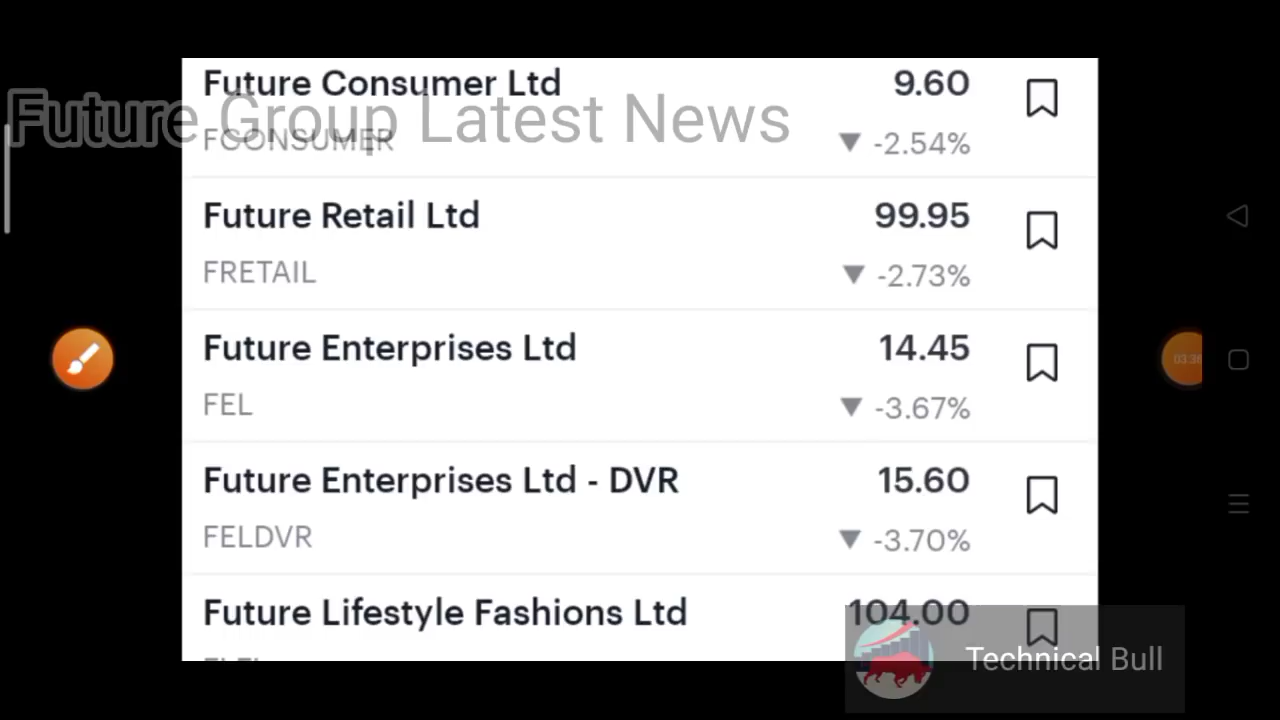 Future Consumer Ltd 9.60
Future Group Latest News
FCONSUMER -2.54%
Future Retail Ltd 99.95
FRETAIL -2.73%
Future Enterprises Ltd 14.45
FEL -3.67%
Future Enterprises Ltd - DVR 15.60
FELDVR -3.70%
Future Lifestyle Fashions Ltd 104.00
Technical Bull